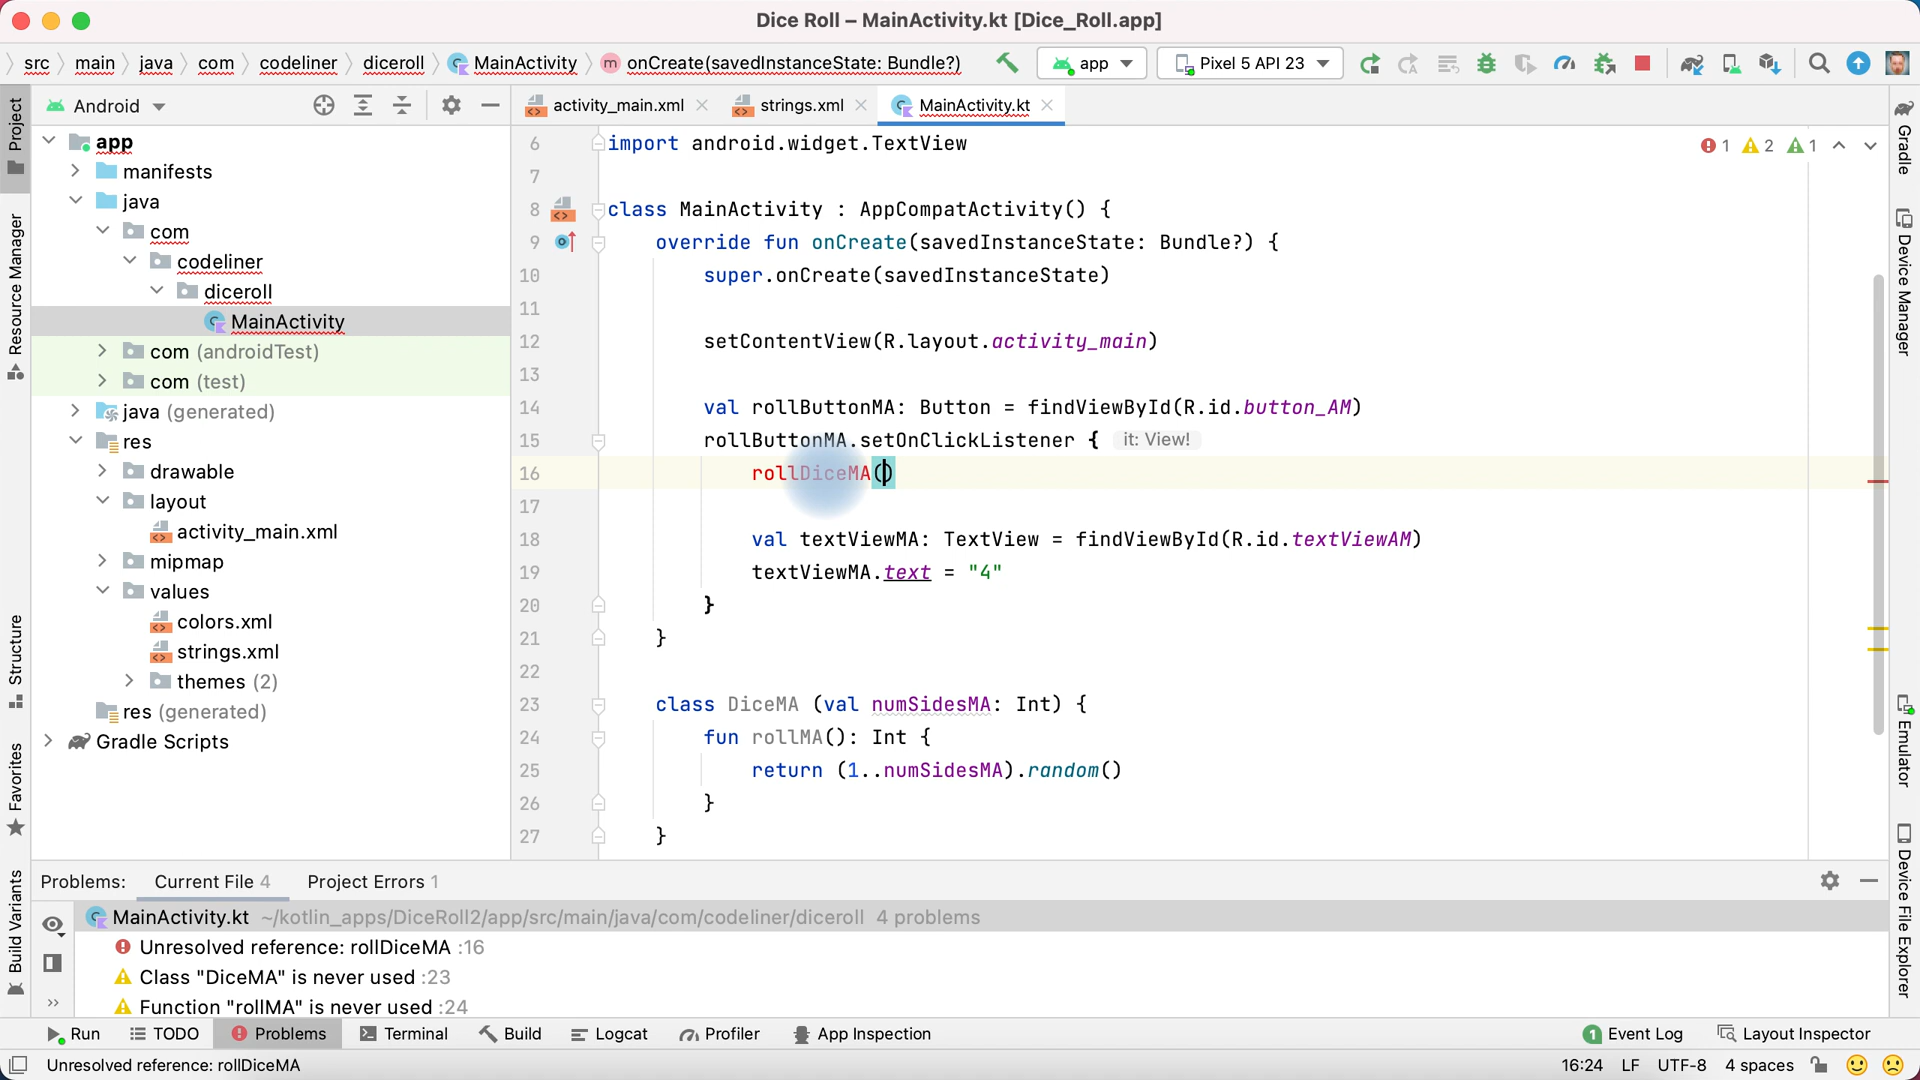 Dice Roll – MainActivity.kt [Dice_Roll.app]
src main java com codeliner diceroll MainActivity m onCreate(savedInstanceState: Bundle?) app Pixel 5 API 23
Android
activity_main.xml strings.xml MainActivity.kt
Project
Resource Manager
Structure
Favorites
Build Variants
app
manifests
java
com
codeliner
diceroll
MainActivity
com (androidTest)
com (test)
java (generated)
res
drawable
layout
activity_main.xml
mipmap
values
colors.xml
strings.xml
themes (2)
res (generated)
Gradle Scripts
1 2 1
6 import android.widget.TextView
7
8 class MainActivity : AppCompatActivity() {
9 override fun onCreate(savedInstanceState: Bundle?) {
10 super.onCreate(savedInstanceState)
11
12 setContentView(R.layout.activity_main)
13
14 val rollButtonMA: Button = findViewById(R.id.button_AM)
15 rollButtonMA.setOnClickListener { it: View!
16 rollDiceMA()
17
18 val textViewMA: TextView = findViewById(R.id.textViewAM)
19 textViewMA.text = "4"
20 }
21 }
22
23 class DiceMA (val numSidesMA: Int) {
24 fun rollMA(): Int {
25 return (1..numSidesMA).random()
26 }
27 }
Gradle
Device Manager
Emulator
Device File Explorer
Problems: Current File 4 Project Errors 1
MainActivity.kt ~/kotlin_apps/DiceRoll2/app/src/main/java/com/codeliner/diceroll 4 problems
Unresolved reference: rollDiceMA :16
Class "DiceMA" is never used :23
Function "rollMA" is never used :24
Run TODO Problems Terminal Build Logcat Profiler App Inspection 1 Event Log Layout Inspector
Unresolved reference: rollDiceMA 16:24 LF UTF-8 4 spaces